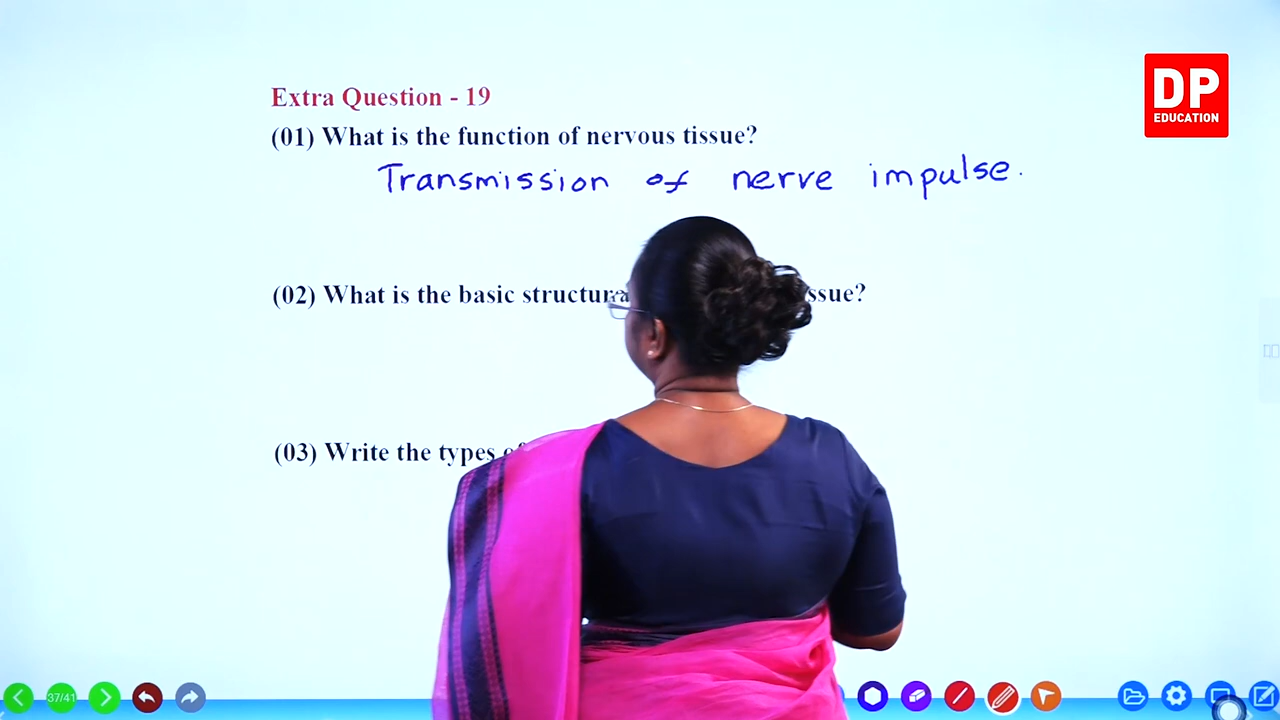 DP
EDUCATION
Extra Question - 19
(01) What is the function of nervous tissue?
Transmission of nerve impulse.
(02) What is the basic structura ssue?
(03) Write the types of
37/41